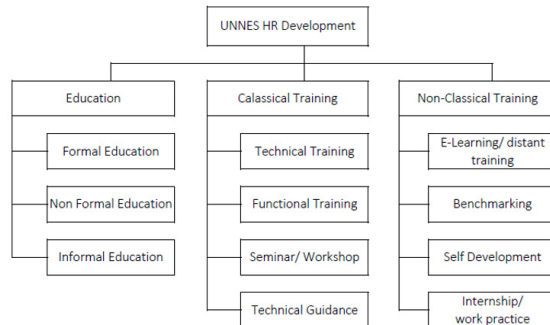 UNNES HR Development
Education
Calassical Training
Non-Classical Training
Formal Education
Technical Training
E-Learning/ distant
training
Non Formal Education
Functional Training
Benchmarking
Informal Education
Seminar/ Workshop
Self Development
Technical Guidance
Internship/
work practice